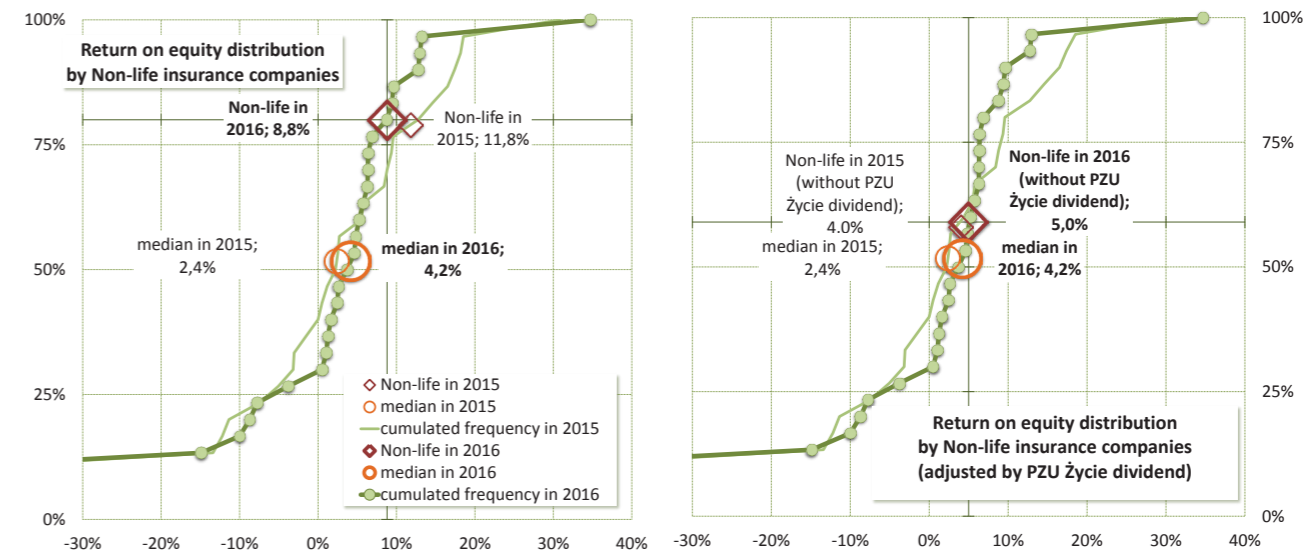 100%
75%
50%
25%
0%
Return on equity distribution
by Non-life insurance companies
Non-life in
2016; 8,8%
Non-life in
2015; 11,8%
median in 2015;
2,4%
median in 2016;
4,2%
Non-life in 2015
median in 2015
cumulated frequency in 2015
Non-life in 2016
median in 2016
cumulated frequency in 2016
-30% -20% -10% 0% 10% 20% 30% 40%
100%
75%
50%
25%
0%
Non-life in 2015
(without PZU
Życie dividend);
4.0%
Non-life in 2016
(without PZU
Życie dividend);
5,0%
median in 2015;
2,4%
median in
2016; 4,2%
Return on equity distribution
by Non-life insurance companies
(adjusted by PZU Życie dividend)
-30% -20% -10% 0% 10% 20% 30% 40%